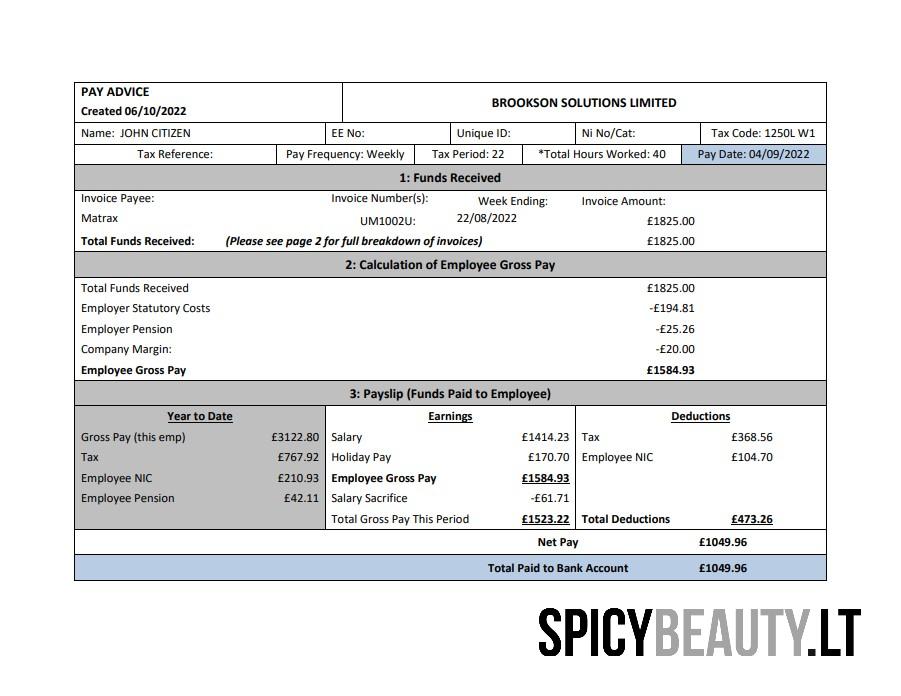 PAY ADVICE
Created 06/10/2022
BROOKSON SOLUTIONS LIMITED
Name: JOHN CITIZEN EE No: Unique ID: Ni No/Cat: Tax Code: 1250L W1
Tax Reference: Pay Frequency: Weekly Tax Period: 22 *Total Hours Worked: 40 Pay Date: 04/09/2022
1: Funds Received
Invoice Payee: Invoice Number(s): Week Ending: Invoice Amount:
Matrax UM1002U: 22/08/2022 £1825.00
Total Funds Received: (Please see page 2 for full breakdown of invoices) £1825.00
2: Calculation of Employee Gross Pay
Total Funds Received £1825.00
Employer Statutory Costs -£194.81
Employer Pension -£25.26
Company Margin: -£20.00
Employee Gross Pay £1584.93
3: Payslip (Funds Paid to Employee)
Year to Date Earnings Deductions
Gross Pay (this emp) £3122.80 Salary £1414.23 Tax £368.56
Tax £767.92 Holiday Pay £170.70 Employee NIC £104.70
Employee NIC £210.93 Employee Gross Pay £1584.93
Employee Pension £42.11 Salary Sacrifice -£61.71
Total Gross Pay This Period £1523.22 Total Deductions £473.26
Net Pay £1049.96
Total Paid to Bank Account £1049.96
SPICYBEAUTY.LT